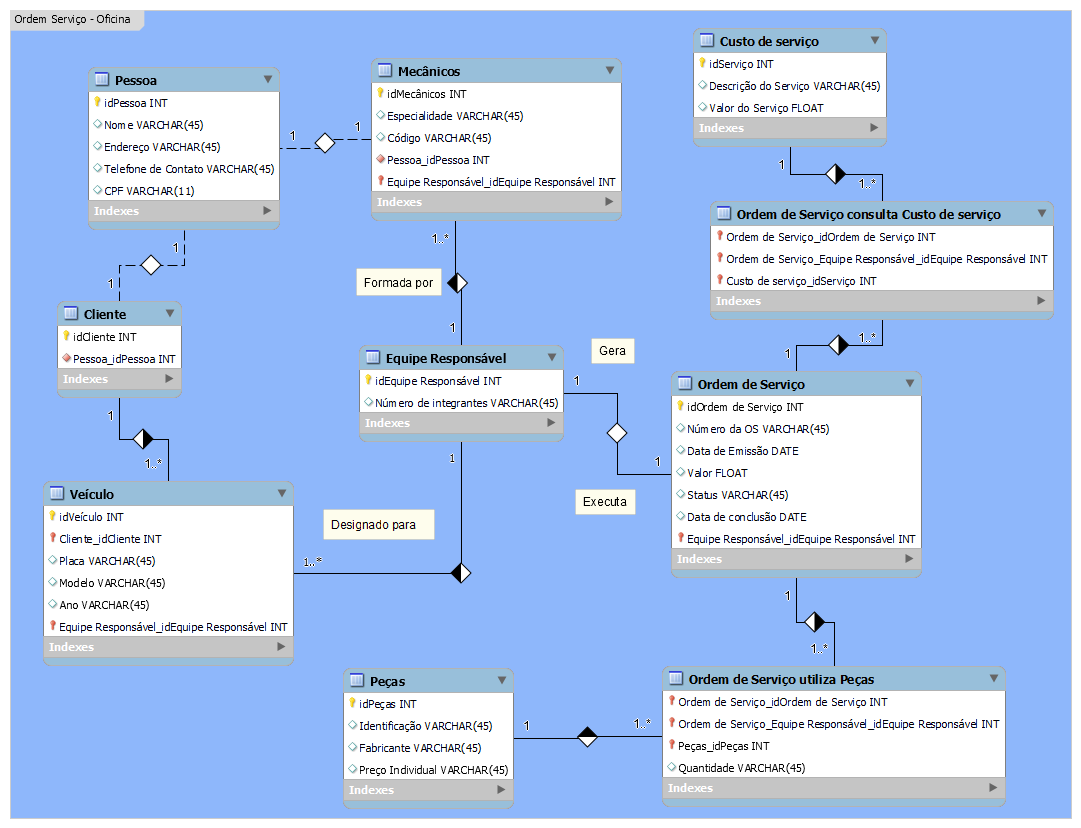 Ordem Serviço - Oficina
Pessoa
idPessoa INT
Nome VARCHAR(45)
Endereço VARCHAR(45)
Telefone de Contato VARCHAR(45)
CPF VARCHAR(11)
Indexes
1
1
Mecânicos
idMecânicos INT
Especialidade VARCHAR(45)
Código VARCHAR(45)
Pessoa_idPessoa INT
Equipe Responsável_idEquipe Responsável INT
Indexes
Custo de serviço
idServiço INT
Descrição do Serviço VARCHAR(45)
Valor do Serviço FLOAT
Indexes
1
1..*
Ordem de Serviço consulta Custo de serviço
Ordem de Serviço_idOrdem de Serviço INT
Ordem de Serviço_Equipe Responsável_idEquipe Responsável INT
Custo de serviço_idServiço INT
Indexes
1..*
1
1
1
Cliente
idCliente INT
Pessoa_idPessoa INT
Indexes
1..*
Formada por
1
Equipe Responsável
idEquipe Responsável INT
Número de integrantes VARCHAR(45)
Indexes
Gera
1
1
Executa
Ordem de Serviço
idOrdem de Serviço INT
Número da OS VARCHAR(45)
Data de Emissão DATE
Valor FLOAT
Status VARCHAR(45)
Data de conclusão DATE
Equipe Responsável_idEquipe Responsável INT
Indexes
1
1..*
Veículo
idVeículo INT
Cliente_idCliente INT
Placa VARCHAR(45)
Modelo VARCHAR(45)
Ano VARCHAR(45)
Equipe Responsável_idEquipe Responsável INT
Indexes
1
Designado para
1..*
1
1..*
Peças
idPeças INT
Identificação VARCHAR(45)
Fabricante VARCHAR(45)
Preço Individual VARCHAR(45)
Indexes
1
1..*
Ordem de Serviço utiliza Peças
Ordem de Serviço_idOrdem de Serviço INT
Ordem de Serviço_Equipe Responsável_idEquipe Responsável INT
Peças_idPeças INT
Quantidade VARCHAR(45)
Indexes